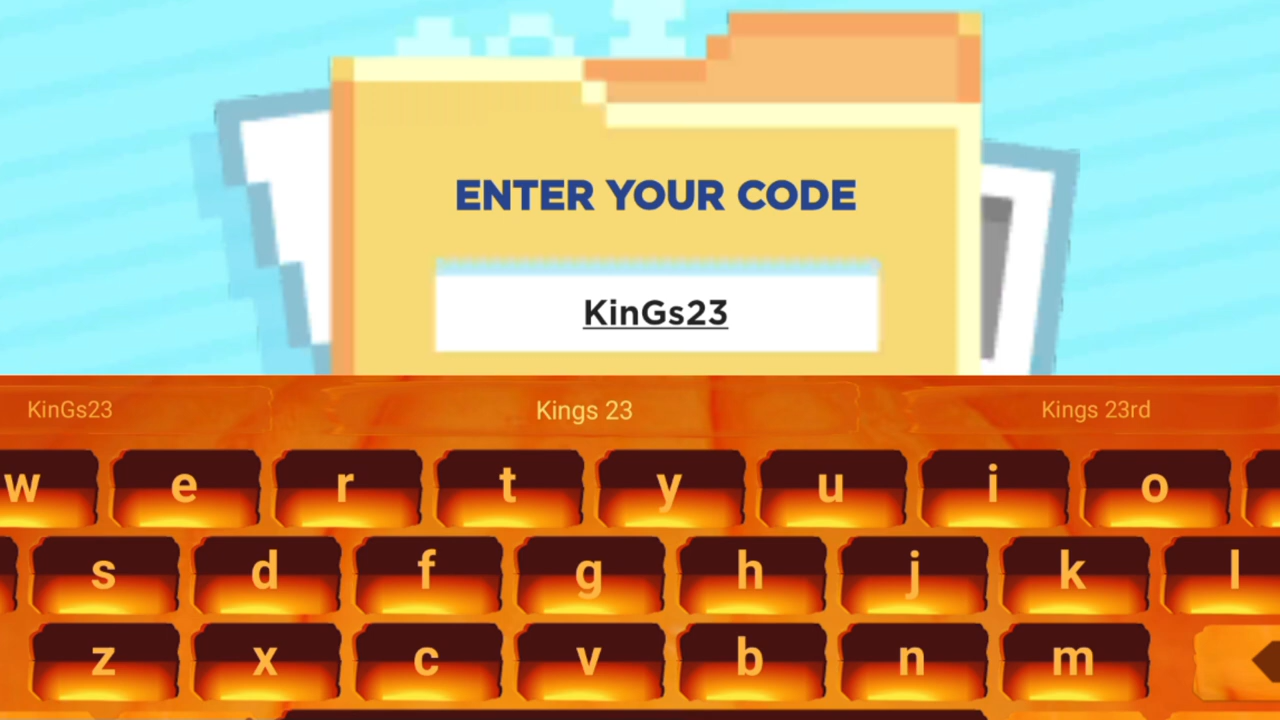 ENTER YOUR CODE
KinGs23
KinGs23 Kings 23 Kings 23rd
w e r t y u i o
s d f g h j k l
z x c v b n m